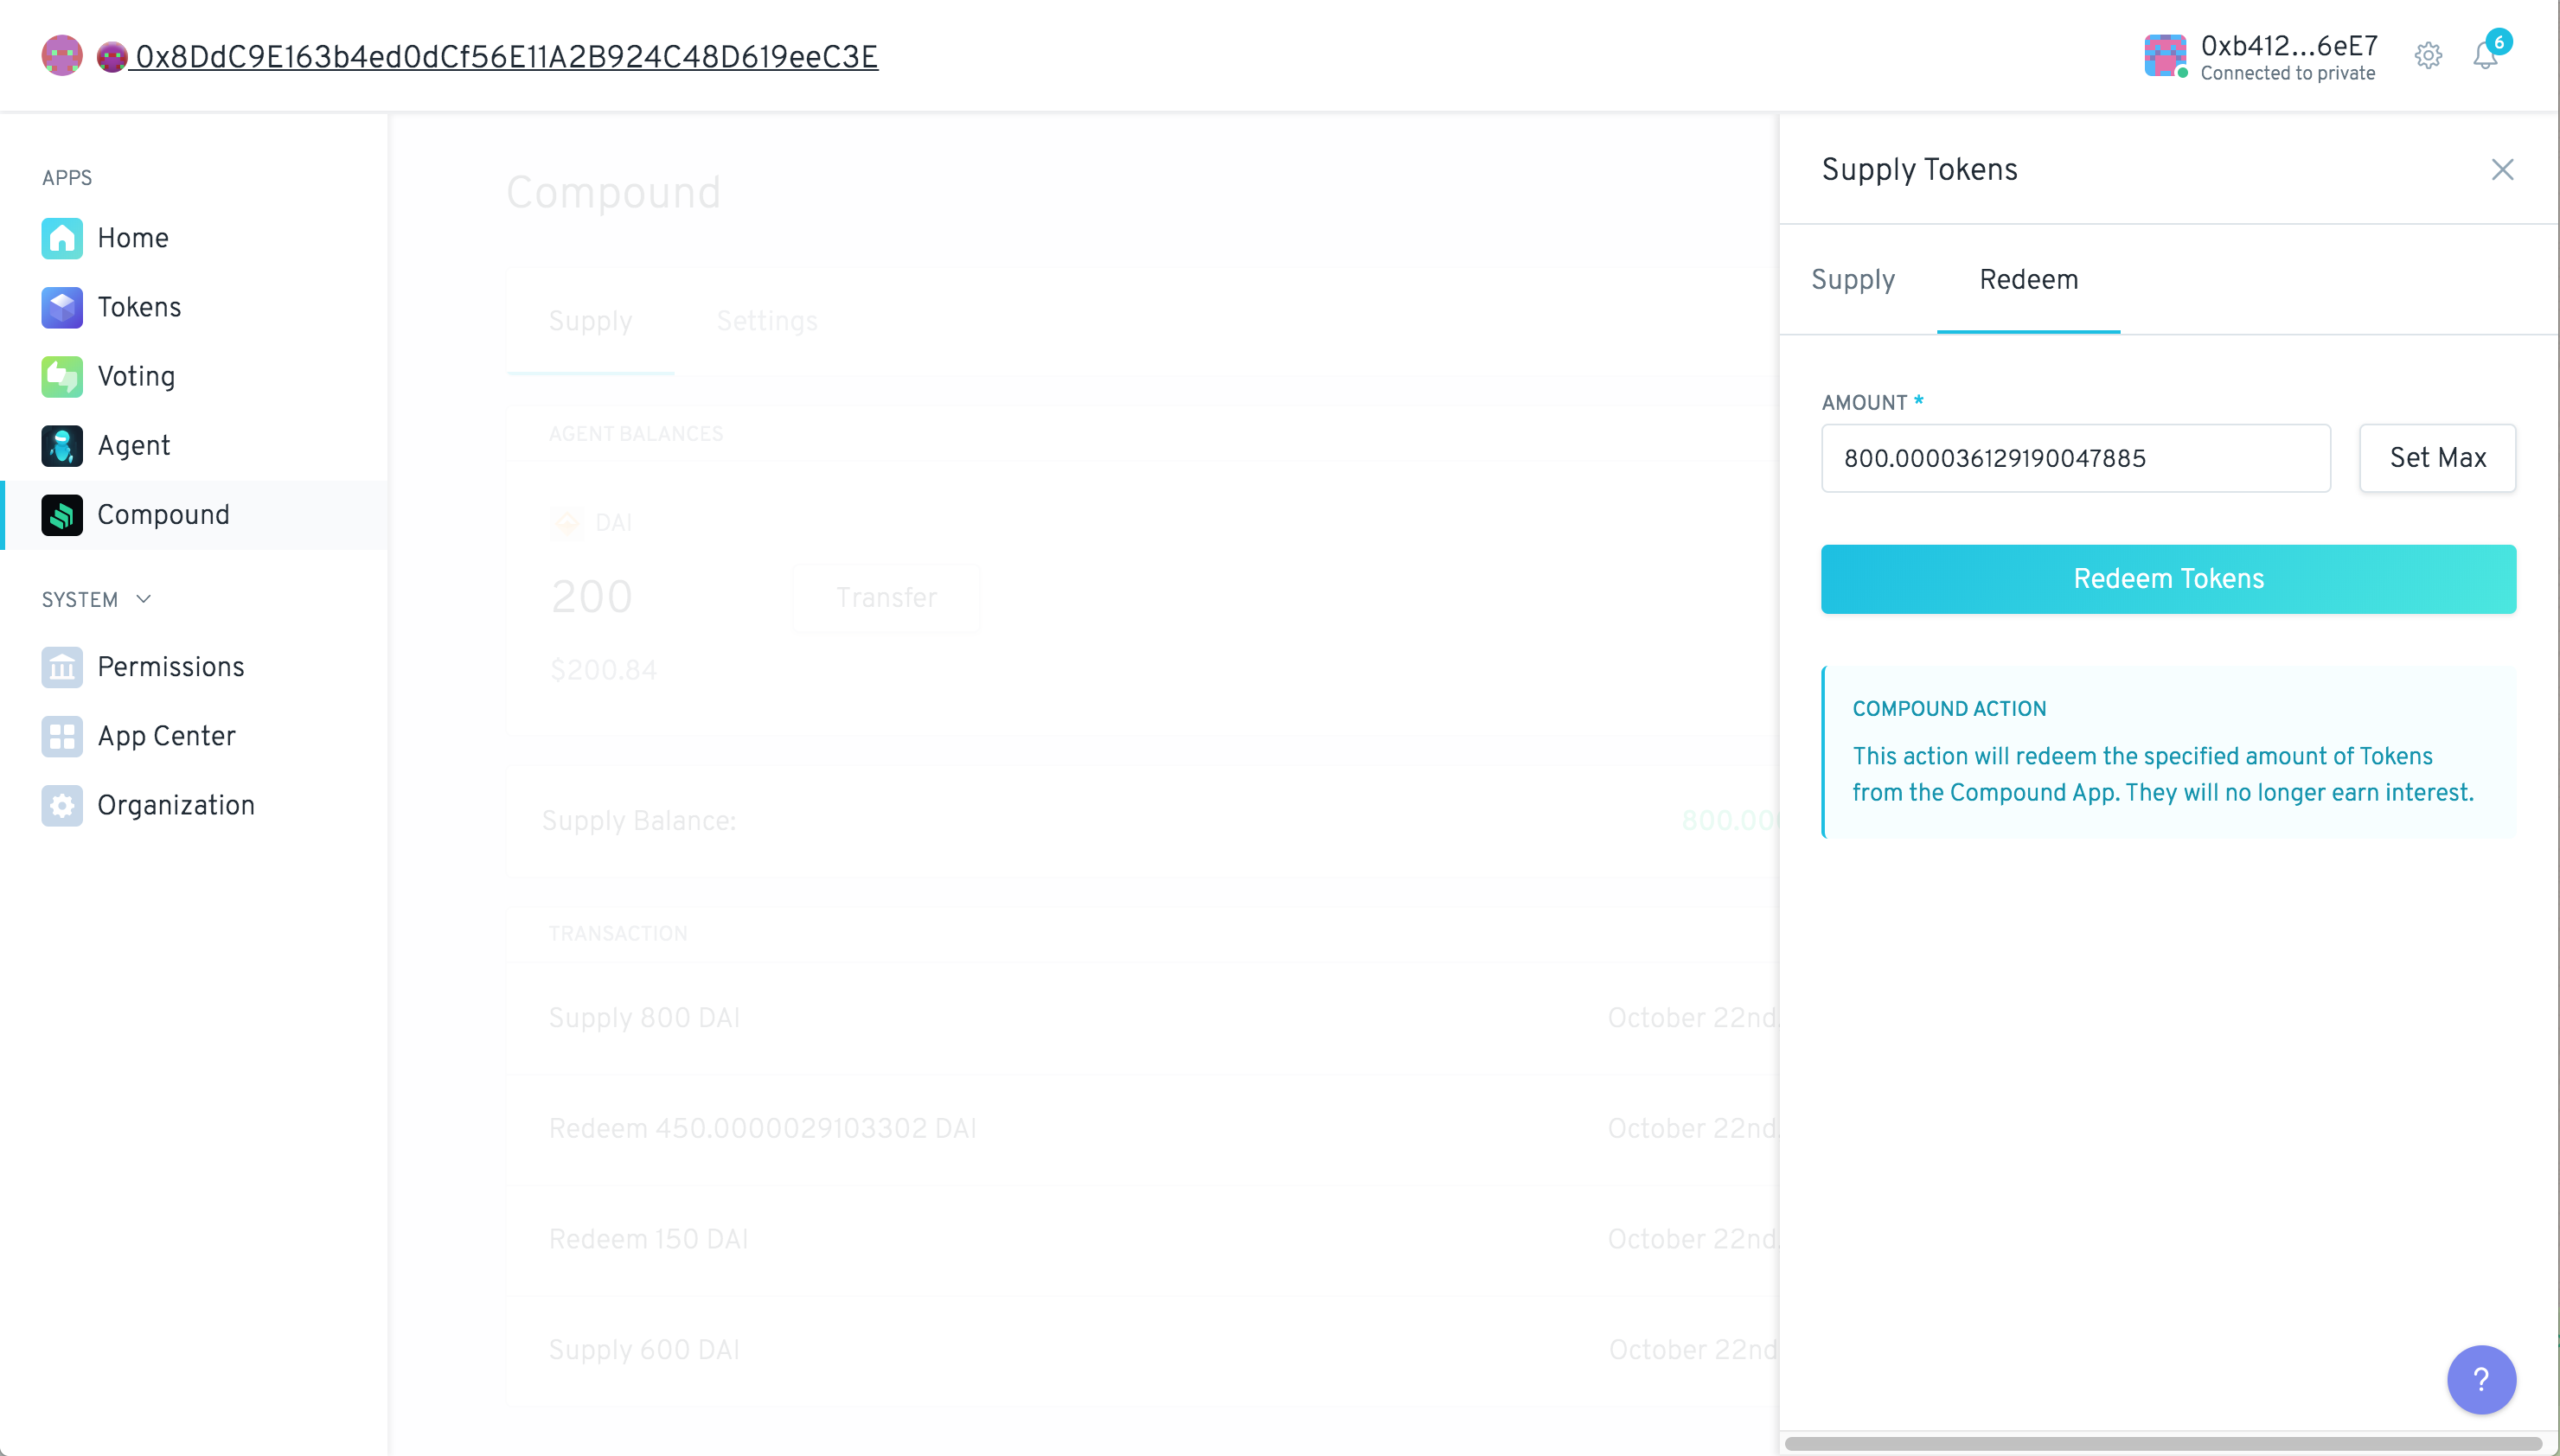 0x8DdC9E163b4ed0dCf56E11A2B924C48D619eeC3E
0xb412...6eE7
Connected to private
6
APPS
Home
Tokens
Voting
Agent
Compound
SYSTEM
Permissions
App Center
Organization
Compound
Supply Settings
AGENT BALANCES
DAI
200 Transfer
$200.84
Supply Balance: 800.00
TRANSACTION
Supply 800 DAI October 22nd,
Redeem 450.0000029103302 DAI October 22nd,
Redeem 150 DAI October 22nd,
Supply 600 DAI October 22nd
Supply Tokens
Supply Redeem
AMOUNT *
800.000036129190047885 Set Max
Redeem Tokens
COMPOUND ACTION
This action will redeem the specified amount of Tokens
from the Compound App. They will no longer earn interest.
?